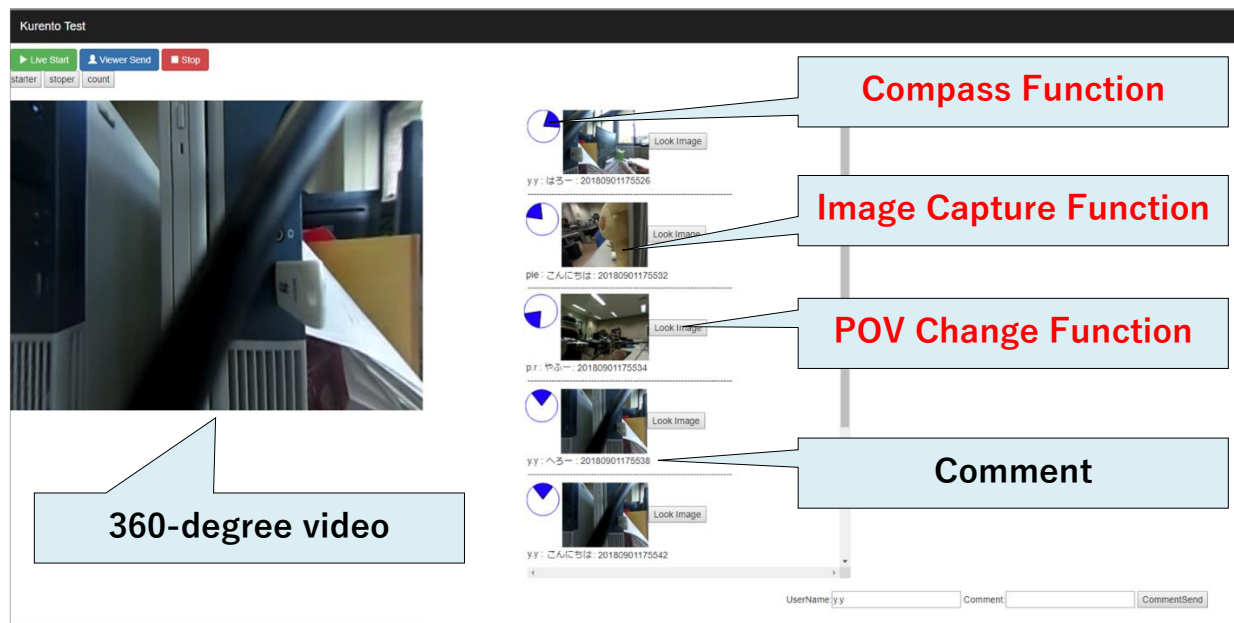 Kurento Test
Live Start Viewer Send Stop
starter stoper count
Compass Function
Look Image
y.y : はろー : 20180901175526
Image Capture Function
Look Image
pie : こんにちは : 20180901175532
POV Change Function
Look Image
p.r : やふー : 20180901175534
Look Image
y.y : へろー : 20180901175538
Comment
360-degree video
Look Image
y.y : こんにちは : 20180901175542
UserName: y.y Comment: CommentSend